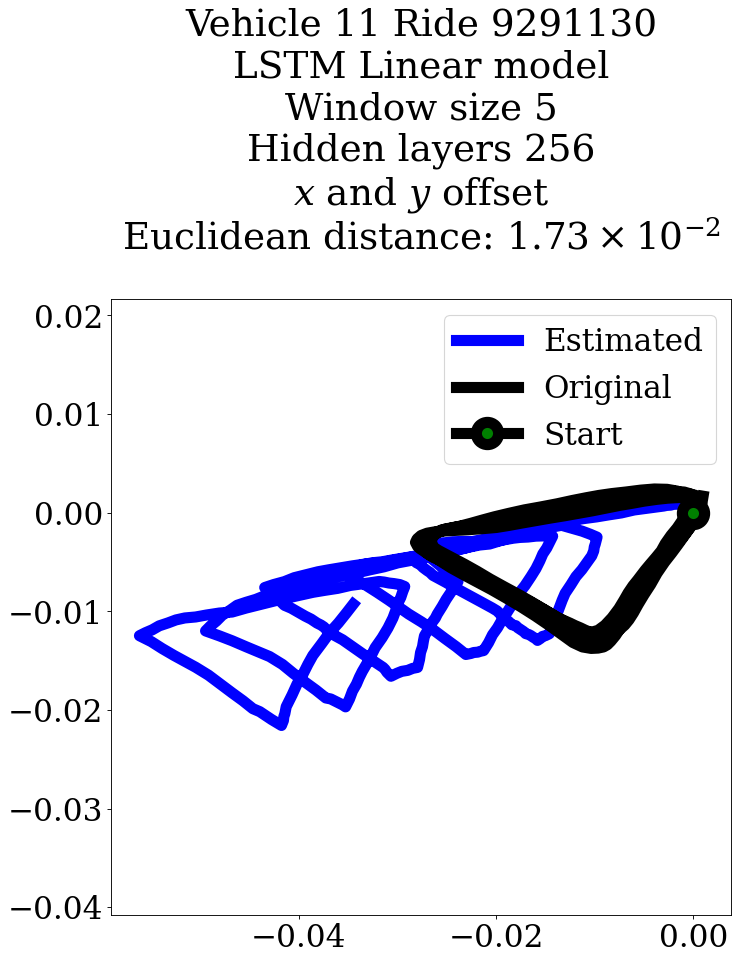 Vehicle 11 Ride 9291130
LSTM Linear model
Window size 5
Hidden layers 256
x and y offset
Euclidean distance: 1.73 × 10⁻²
Estimated
Original
Start
0.02
0.01
0.00
−0.01
−0.02
−0.03
−0.04
−0.04 −0.02 0.00